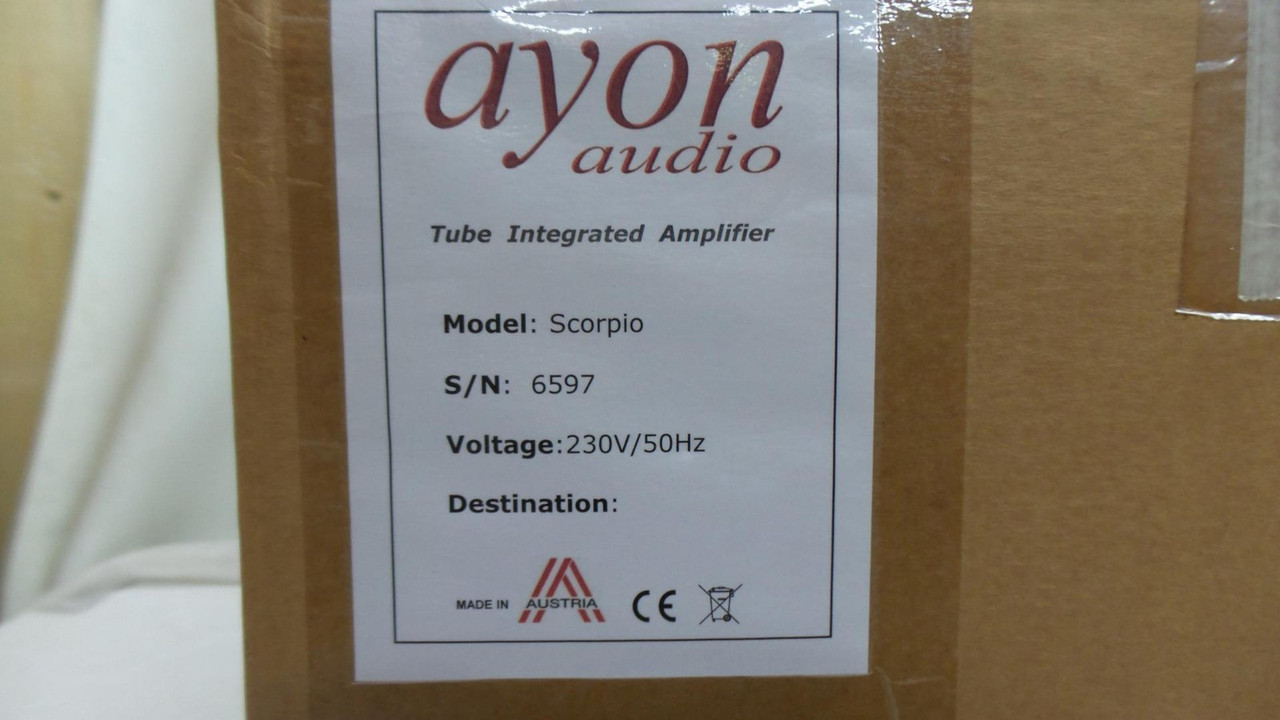 ayon
audio
Tube Integrated Amplifier
Model: Scorpio
S/N: 6597
Voltage:230V/50Hz
Destination:
MADE IN AUSTRIA CE